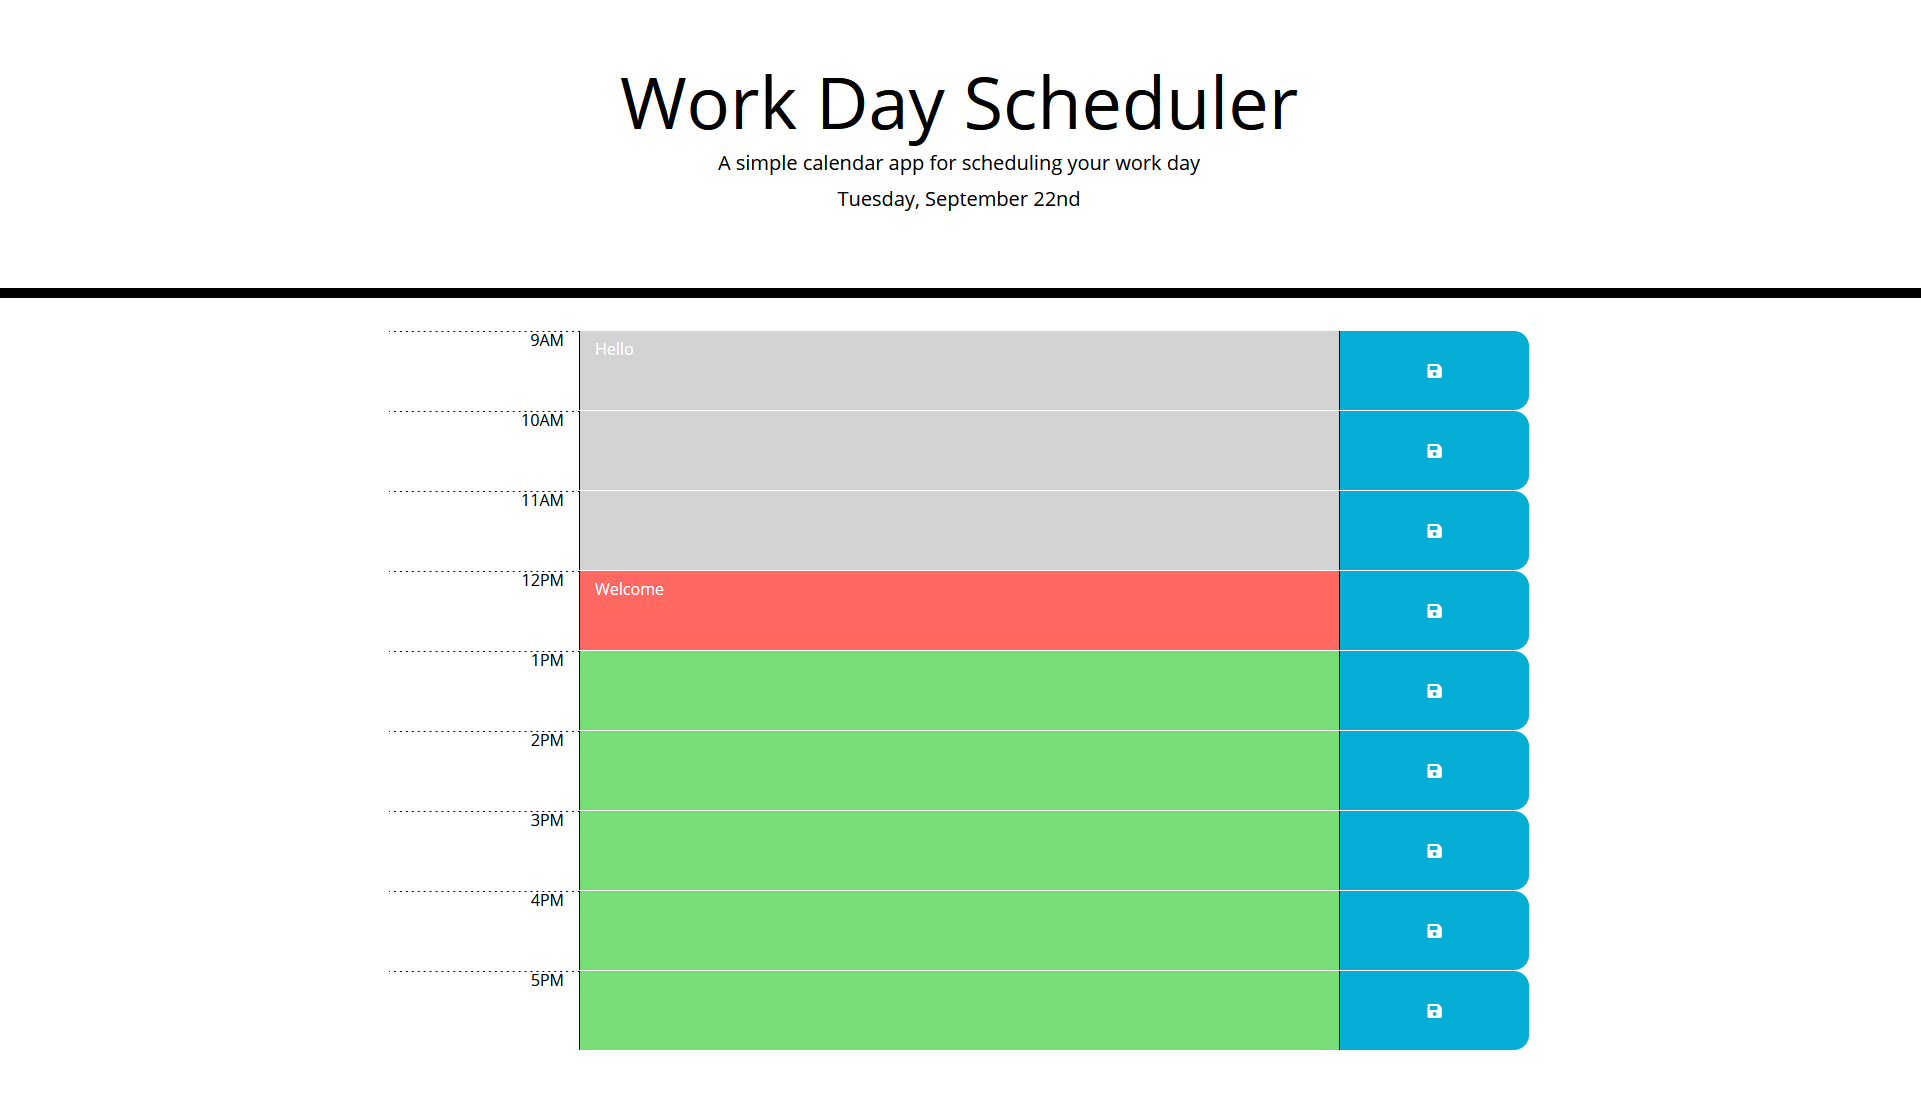 Work Day Scheduler
A simple calendar app for scheduling your work day
Tuesday, September 22nd
9AM
Hello
10AM
11AM
12PM
Welcome
1PM
2PM
3PM
4PM
5PM